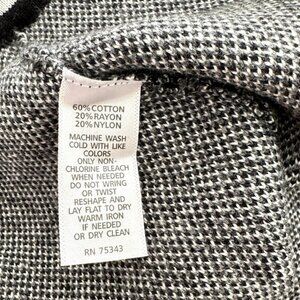 60% COTTON
20% RAYON
20% NYLON
MACHINE WASH
COLD WITH LIKE
COLORS
ONLY NON-
CHLORINE BLEACH
WHEN NEEDED
DO NOT WRING
OR TWIST
RESHAPE AND
LAY FLAT TO DRY
WARM IRON
IF NEEDED
OR DRY CLEAN
RN 75343